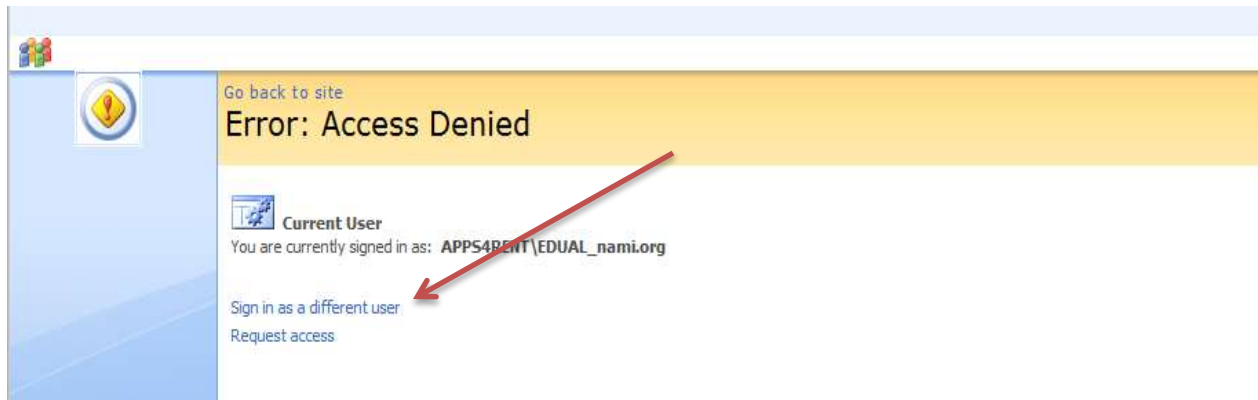 Go back to site
Error: Access Denied
Current User
You are currently signed in as: APPS4RENT\EDUAL_nami.org
Sign in as a different user
Request access